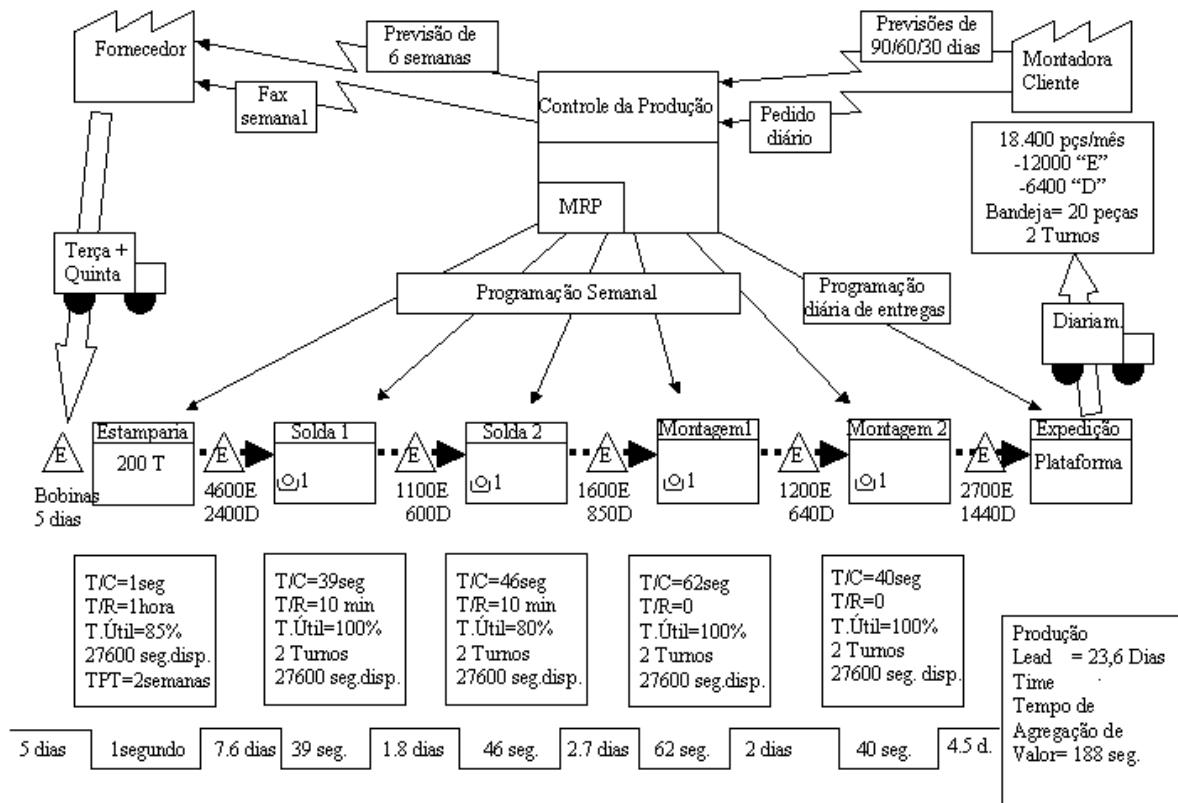 Fornecedor
Previsão de
6 semanas
Previsões de
90/60/30 dias
Montadora
Cliente
Fax
semanal
Controle da Produção
Pedido
diário
MRP
18.400 pçs/mês
-12000 “E”
-6400 “D”
Bandeja= 20 peças
2 Turnos
Terça +
Quinta
Programação Semanal
Programação
diária de entregas
Diariam.
E
Bobinas
5 dias
Estamparia
200 T
E
4600E
2400D
Solda 1
1
E
1100E
600D
Solda 2
1
E
1600E
850D
Montagem1
1
E
1200E
640D
Montagem 2
1
E
2700E
1440D
Expedição
Plataforma
T/C=1seg
T/R=1hora
T.Útil=85%
27600 seg.disp.
TPT=2semanas
T/C=39seg
T/R=10 min
T.Útil=100%
2 Turnos
27600 seg.disp.
T/C=46seg
T/R=10 min
T.Útil=80%
2 Turnos
27600 seg.disp.
T/C=62seg
T/R=0
T.Útil=100%
2 Turnos
27600 seg.disp.
T/C=40seg
T/R=0
T.Útil=100%
2 Turnos
27600 seg. disp.
Produção
Lead = 23,6 Dias
Time
Tempo de
Agregação de
Valor= 188 seg.
5 dias
1segundo
7.6 dias
39 seg.
1.8 dias
46 seg.
2.7 dias
62 seg.
2 dias
40 seg.
4.5 d.